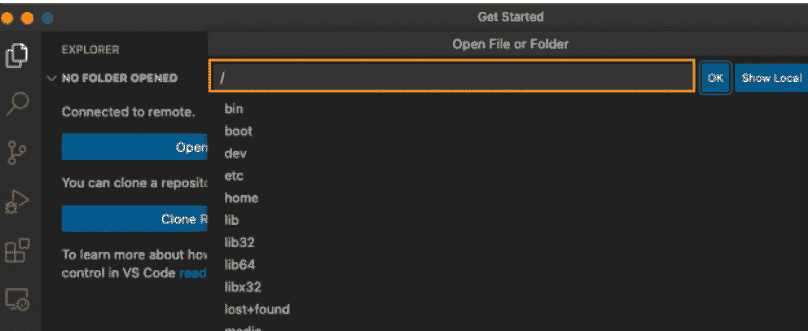 Get Started
EXPLORER
NO FOLDER OPENED
Connected to remote.
Open
You can clone a
Clone
To learn more about
control in VS Code read
Open File or Folder
/
OK
Show Local
bin
boot
dev
etc
home
lib
lib32
lib64
libx32
lost+found